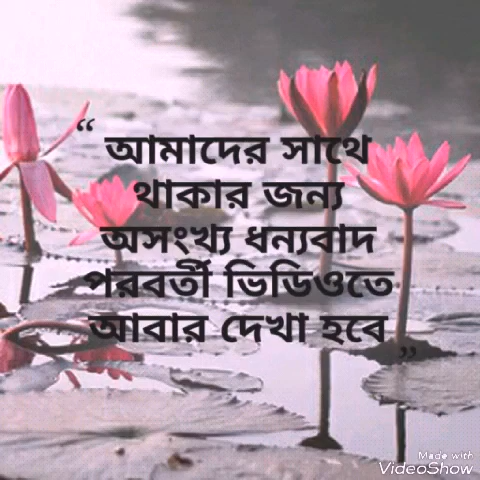 “ আমাদের সাথে
থাকার জন্য
অসংখ্য ধন্যবাদ
পরবর্তী ভিডিওতে
আবার দেখা হবে ”
Made with
VideoShow